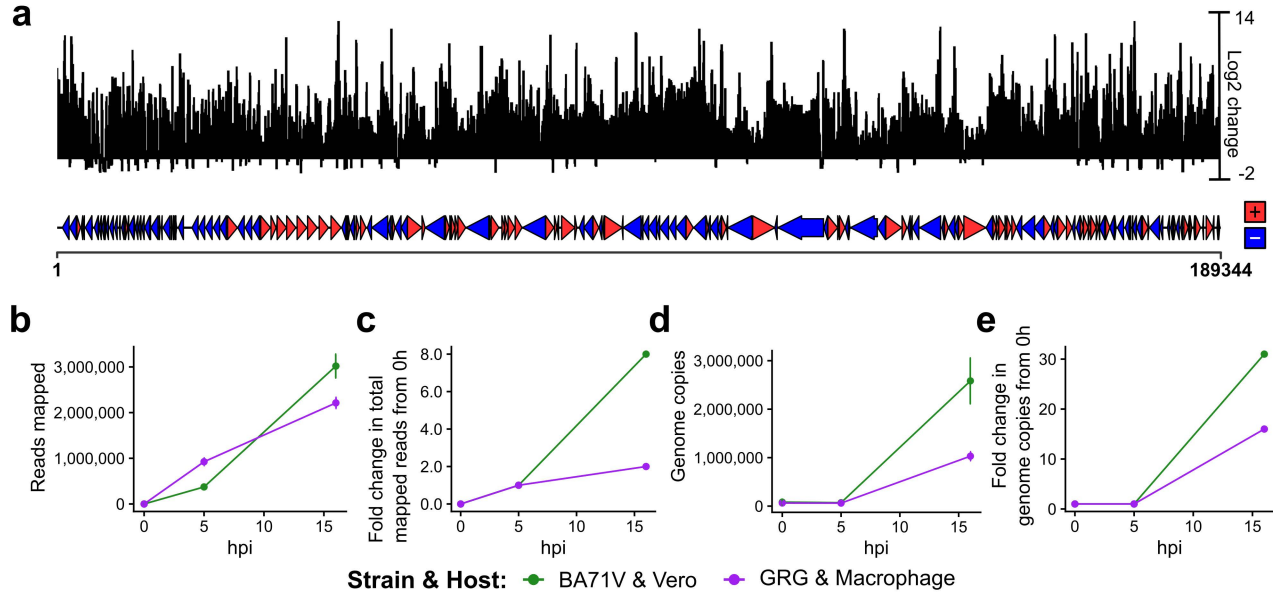 a
14
Log2 change
-2
+
−
1
189344
b
Reads mapped
3,000,000
2,000,000
1,000,000
0
0
5
10
15
hpi
c
Fold change in total
mapped reads from 0h
8.0
6.0
4.0
2.0
0.0
0
5
10
15
hpi
d
Genome copies
3,000,000
2,000,000
1,000,000
0
0
5
10
15
hpi
e
Fold change in
genome copies from 0h
30
20
10
0
0
5
10
15
hpi
Strain & Host:
BA71V & Vero
GRG & Macrophage